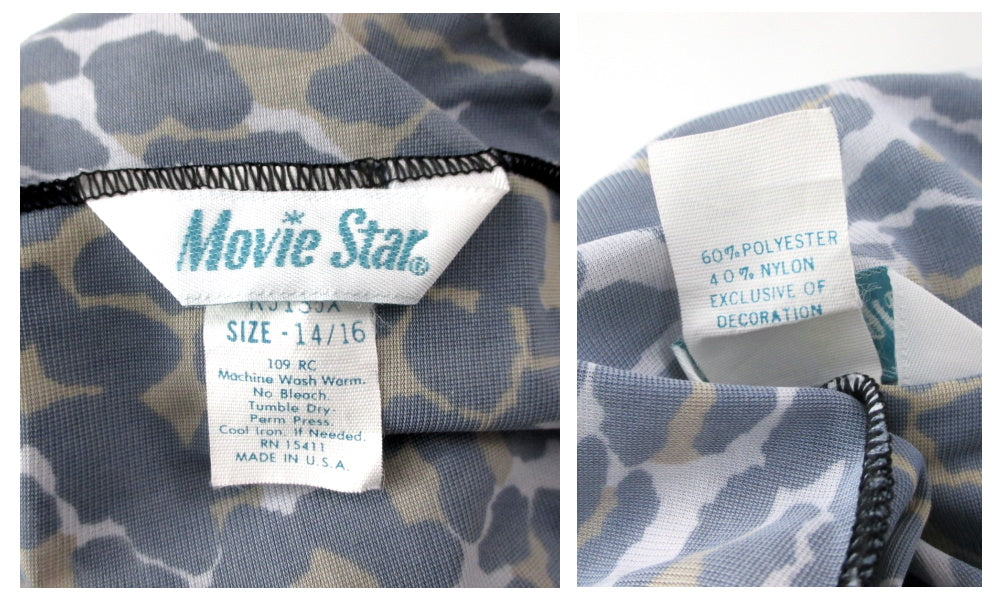 Movie Star®
SIZE - 14/16
109 RC
Machine Wash Warm.
No Bleach.
Tumble Dry.
Perm Press.
Cool Iron, If Needed.
RN 15411
MADE IN U.S.A.
60% POLYESTER
40% NYLON
EXCLUSIVE OF
DECORATION